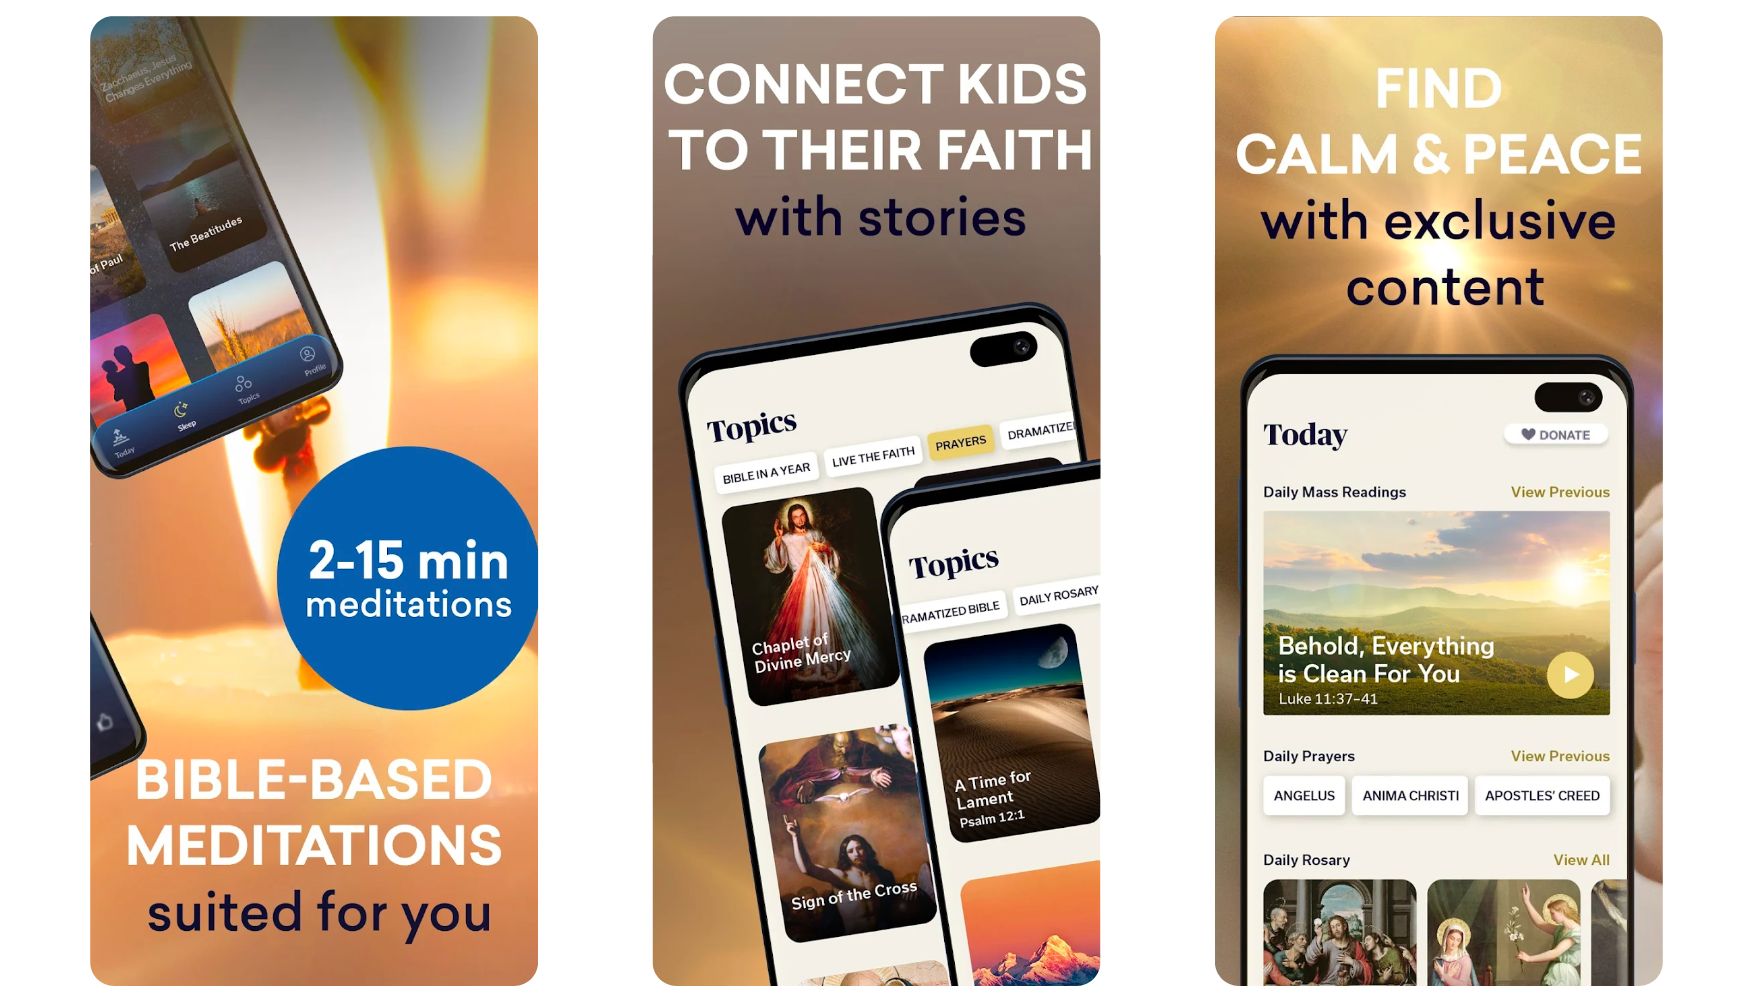 Zacchaeus, Jesus
Changes Everything
The Beatitudes
of Paul
Today
Sleep
Topics
Profile
2-15 min
meditations
BIBLE-BASED
MEDITATIONS
suited for you
CONNECT KIDS
TO THEIR FAITH
with stories
Topics
BIBLE IN A YEAR
LIVE THE FAITH
PRAYERS
DRAMATIZE
Chaplet of
Divine Mercy
Sign of the Cross
Topics
RAMATIZED BIBLE
DAILY ROSARY
A Time for
Lament
Psalm 12:1
FIND
CALM & PEACE
with exclusive
content
Today
DONATE
Daily Mass Readings
View Previous
Behold, Everything
is Clean For You
Luke 11:37–41
Daily Prayers
View Previous
ANGELUS
ANIMA CHRISTI
APOSTLES’ CREED
Daily Rosary
View All